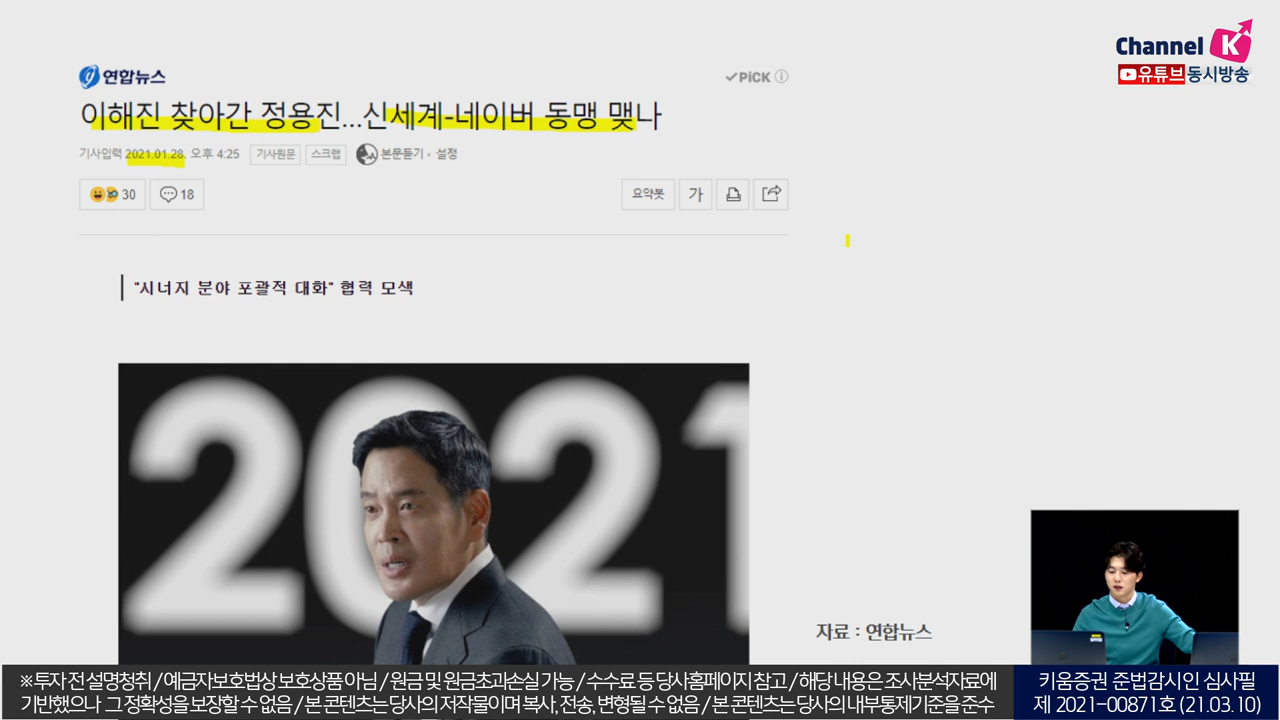 Channel K
유튜브 동시방송
연합뉴스
PiCK
이해진 찾아간 정용진...신세계-네이버 동맹 맺나
기사입력 2021.01.28. 오후 4:25 기사원문 스크랩 본문듣기 · 설정
30 18 요약봇 가
"시너지 분야 포괄적 대화" 협력 모색
2021
자료 : 연합뉴스
※ 투자 전 설명청취 / 예금자보호법상 보호상품 아님 / 원금 및 원금초과손실 가능 / 수수료 등 당사홈페이지 참고 / 해당 내용은 조사분석자료에
기반했으나 그 정확성을 보장할 수 없음 / 본 콘텐츠는 당사의 저작물이며 복사, 전송, 변형될 수 없음 / 본 콘텐츠는 당사의 내부통제기준을 준수
키움증권 준법감시인 심사필
제 2021-00871호 (21.03.10)